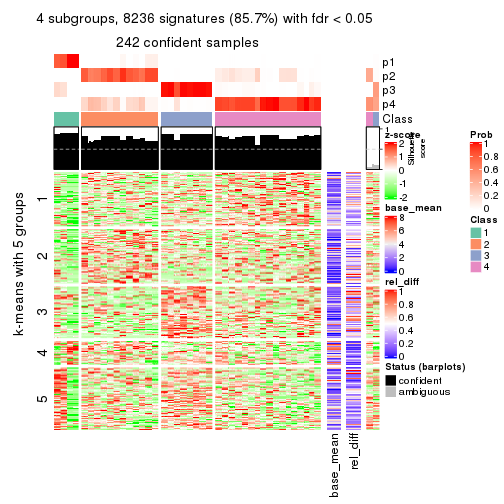 4 subgroups, 8236 signatures (85.7%) with fdr < 0.05
242 confident samples
p1
p2
p3
p4
Class
1
0
Silhouette
score
z-score
2
1
0
-1
-2
base_mean
8
6
4
2
0
rel_diff
1
0.8
0.6
0.4
0.2
0
Status (barplots)
confident
ambiguous
Prob
1
0.8
0.6
0.4
0.2
0
Class
1
2
3
4
k-means with 5 groups
1
2
3
4
5
base_mean
rel_diff